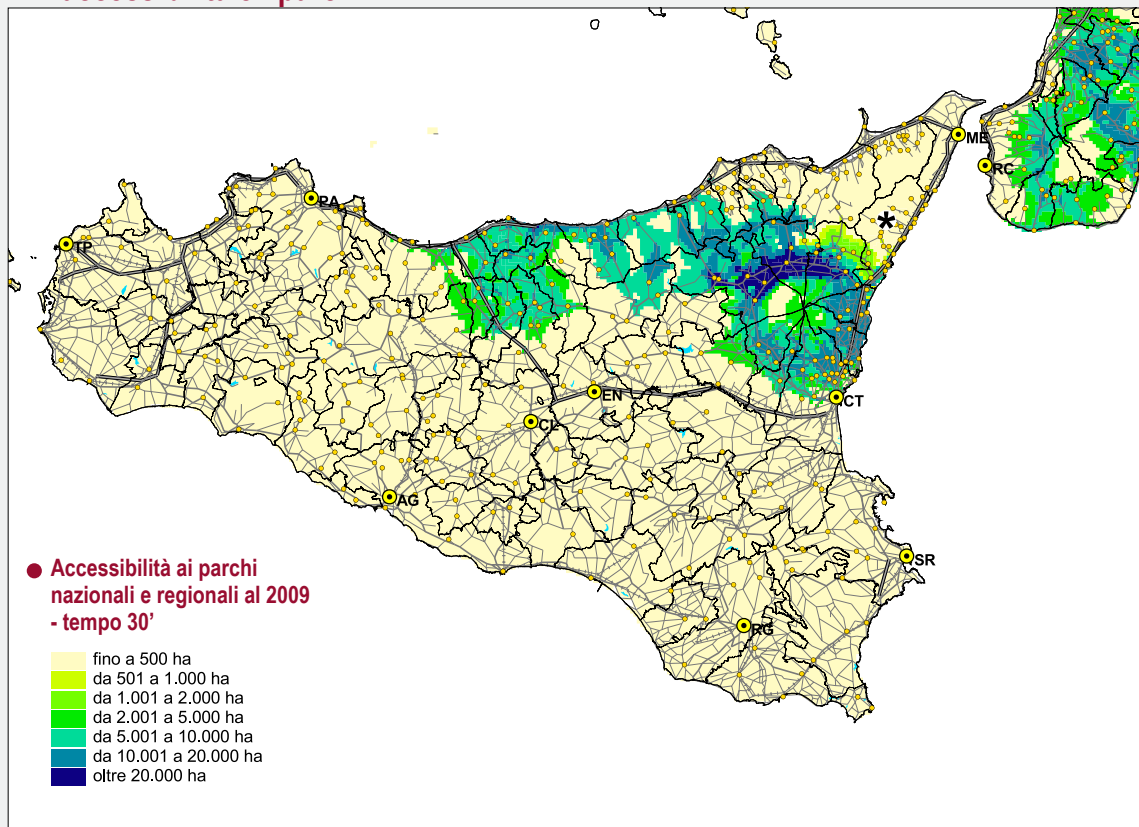 ME
RC
PA
TP
EN
CL
CT
AG
SR
RG
*
Accessibilità ai parchi
nazionali e regionali al 2009
- tempo 30’
fino a 500 ha
da 501 a 1.000 ha
da 1.001 a 2.000 ha
da 2.001 a 5.000 ha
da 5.001 a 10.000 ha
da 10.001 a 20.000 ha
oltre 20.000 ha